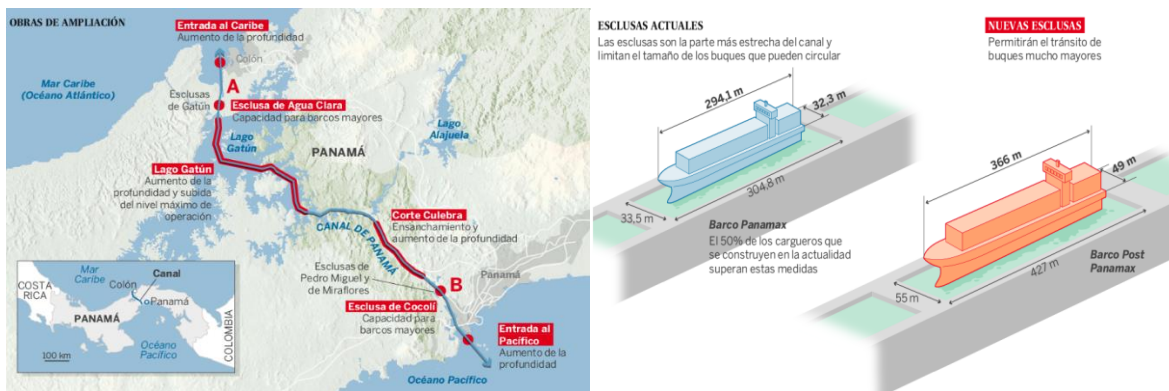 OBRAS DE AMPLIACIÓN
Entrada al Caribe
Aumento de la
profundidad
Colón
Mar Caribe
(Océano Atlántico)
Esclusas
de Gatún
A
Esclusa de Agua Clara
Capacidad para barcos mayores
Lago
Gatún
PANAMÁ
Lago
Alajuela
Lago Gatún
Aumento de la
profundidad y subida
del nivel máximo de
operación
CANAL DE PANAMÁ
Corte Culebra
Ensanchamiento y
aumento de la profundidad
Esclusas de
Pedro Miguel y
de Miraflores
B
Panamá
Esclusa de Cocolí
Capacidad para
barcos mayores
Entrada al
Pacífico
Aumento de la
profundidad
Océano Pacífico
Mar
Caribe
Canal
COSTA
RICA
Colón
Panamá
PANAMÁ
COLOMBIA
Océano
Pacífico
100 km
ESCLUSAS ACTUALES
Las esclusas son la parte más estrecha del canal y
limitan el tamaño de los buques que pueden circular
294,1 m
32,3 m
304,8 m
33,5 m
Barco Panamax
El 50% de los cargueros que
se construyen en la actualidad
superan estas medidas
NUEVAS ESCLUSAS
Permitirán el tránsito de
buques mucho mayores
366 m
49 m
427 m
55 m
Barco Post
Panamax